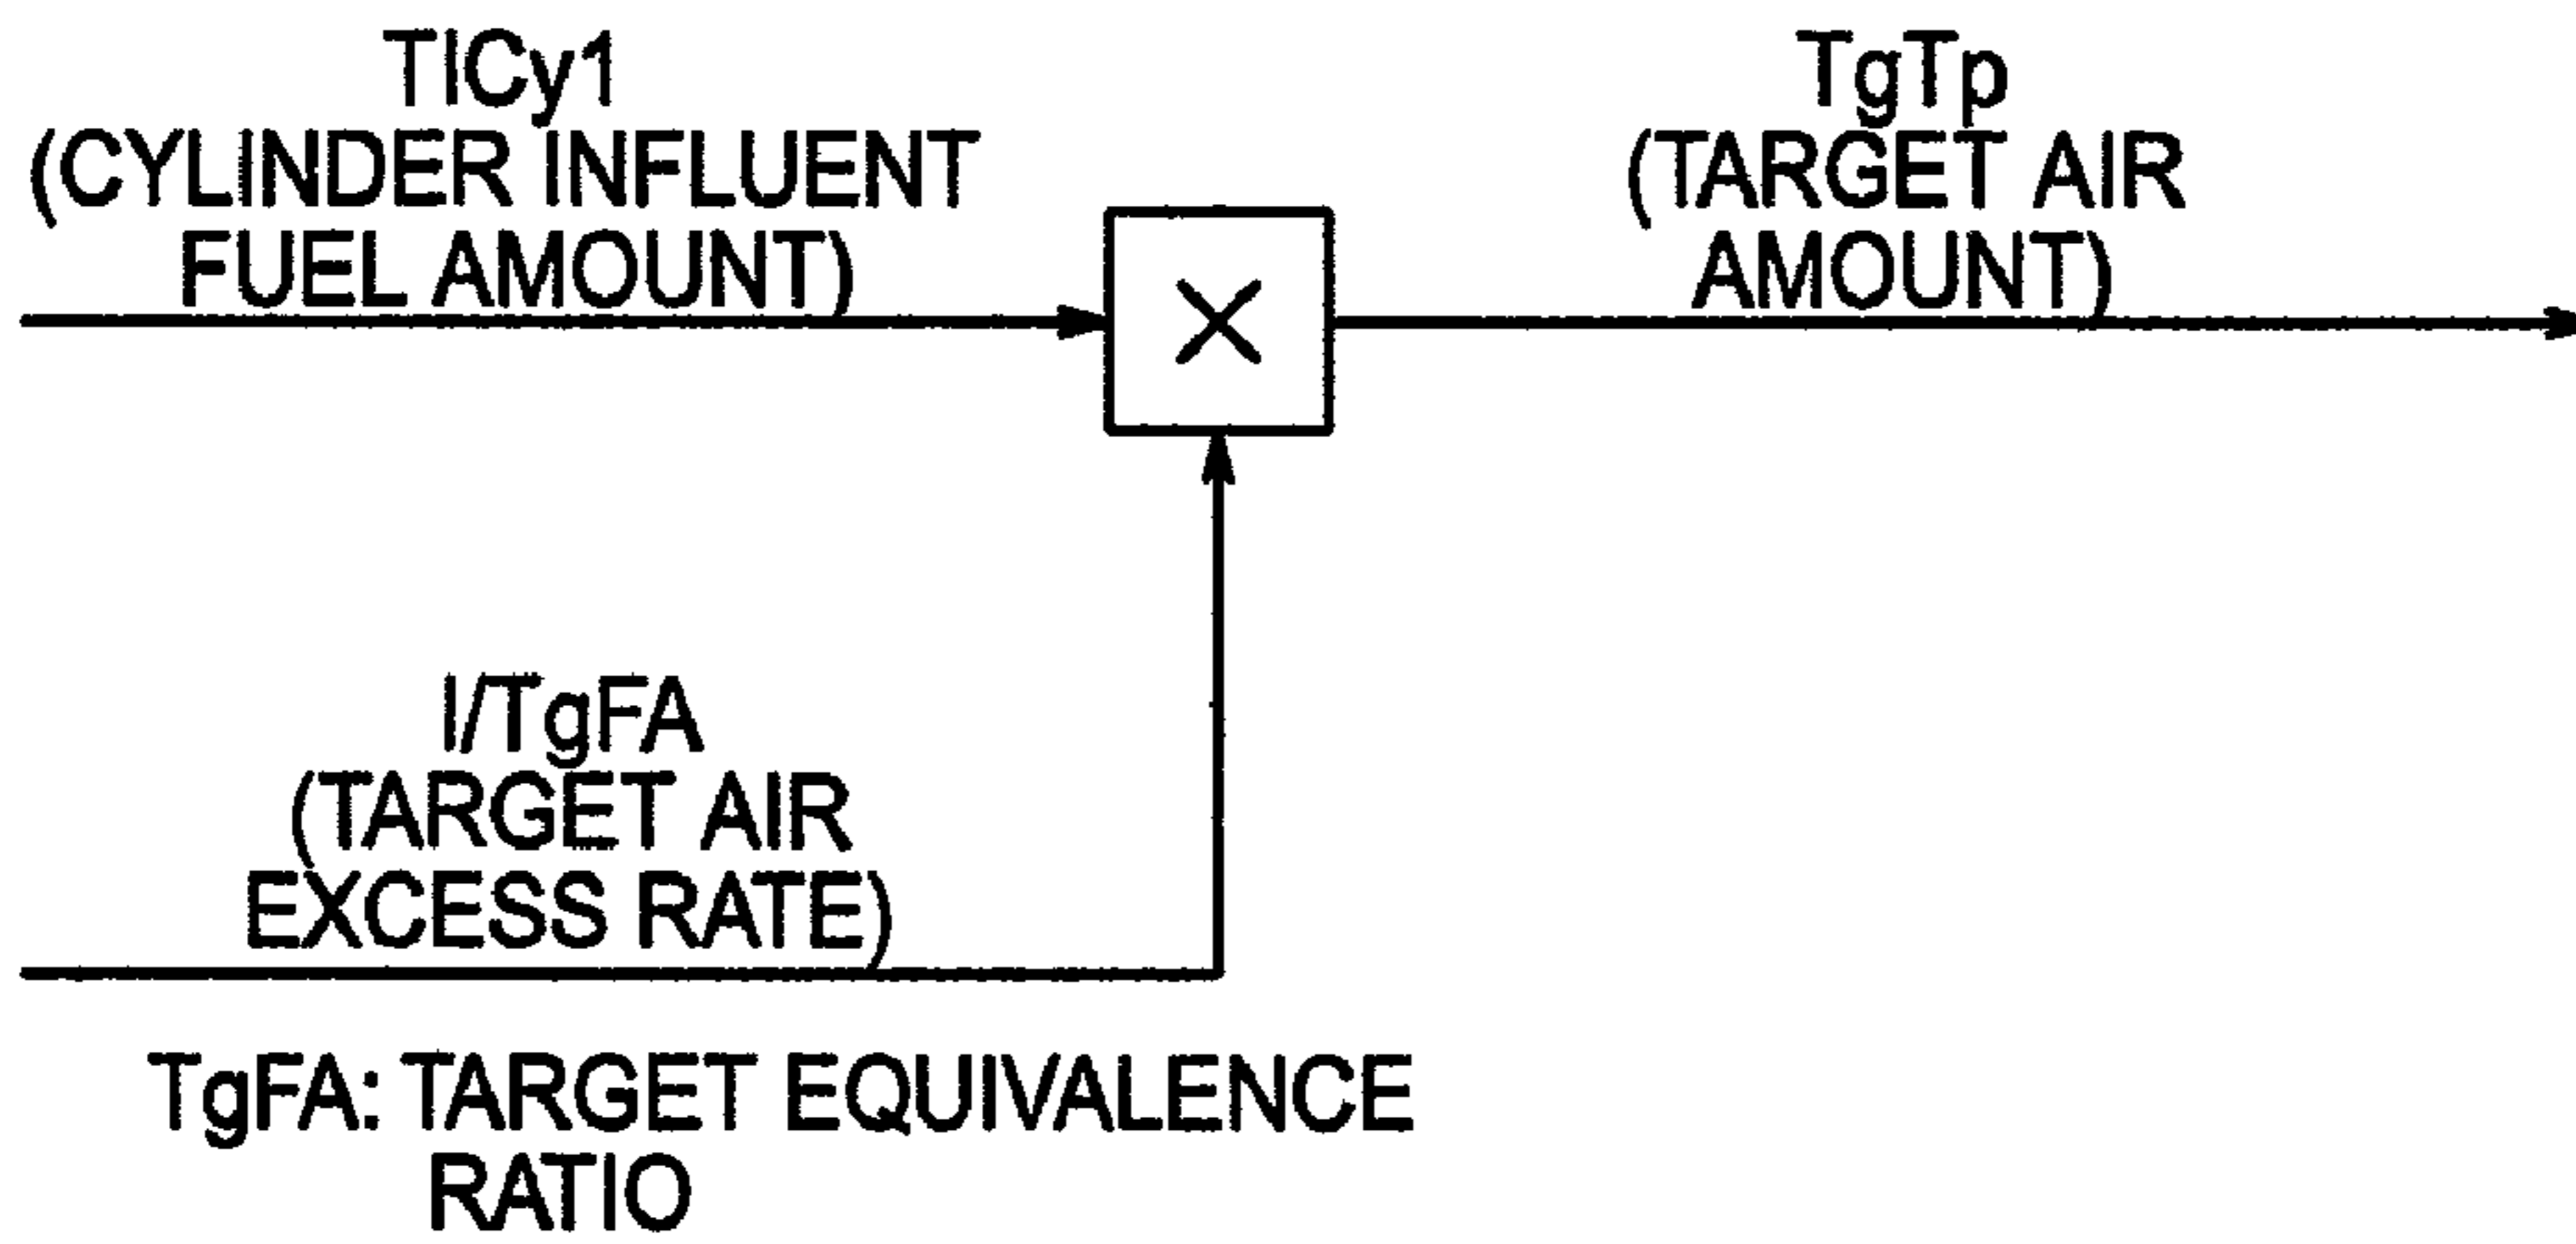 TICy1
(CYLINDER INFLUENT
FUEL AMOUNT)
TgTp
(TARGET AIR
AMOUNT)
×
I/TgFA
(TARGET AIR
EXCESS RATE)
TgFA: TARGET EQUIVALENCE
RATIO